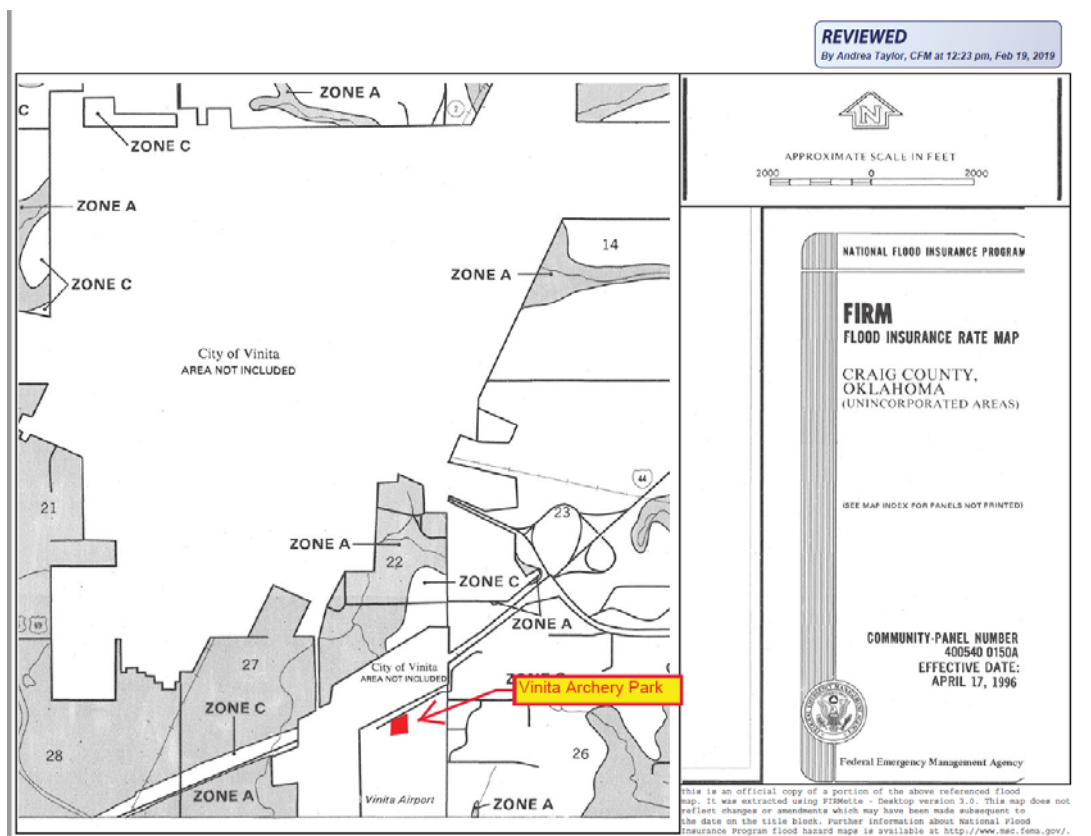 REVIEWED
By Andrea Taylor, CFM at 12:23 pm, Feb 19, 2019
C
ZONE A
2
ZONE C
ZONE A
ZONE C
14
ZONE A
City of Vinita
AREA NOT INCLUDED
44
21
23
ZONE A
22
ZONE C
ZONE A
69
27
City of Vinita
AREA NOT INCLUDED
Vinita Archery Park
ZONE C
28
26
ZONE A
Vinita Airport
ZONE A
N
APPROXIMATE SCALE IN FEET
2000 0 2000
NATIONAL FLOOD INSURANCE PROGRAM
FIRM
FLOOD INSURANCE RATE MAP
CRAIG COUNTY,
OKLAHOMA
(UNINCORPORATED AREAS)
(SEE MAP INDEX FOR PANELS NOT PRINTED)
COMMUNITY-PANEL NUMBER
400540 0150A
EFFECTIVE DATE:
APRIL 17, 1996
Federal Emergency Management Agency
This is an official copy of a portion of the above referenced flood
map. It was extracted using FIRMette - Desktop version 3.0. This map does not
reflect changes or amendments which may have been made subsequent to
the date on the title block. Further information about National Flood
Insurance Program flood hazard maps is available at http://www.msc.fema.gov/.